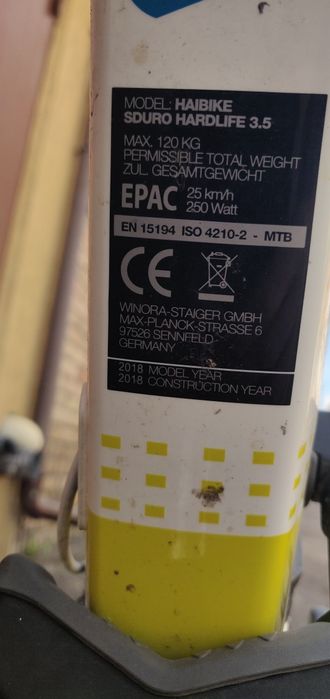 MODEL: HAIBIKE
SDURO HARDLIFE 3.5
MAX. 120 KG
PERMISSIBLE TOTAL WEIGHT
ZUL. GESAMTGEWICHT
EPAC 25 km/h
250 Watt
EN 15194 ISO 4210-2 - MTB
CE
WINORA-STAIGER GMBH
MAX-PLANCK-STRASSE 6
97526 SENNFELD
GERMANY
2018 MODEL YEAR
2018 CONSTRUCTION YEAR